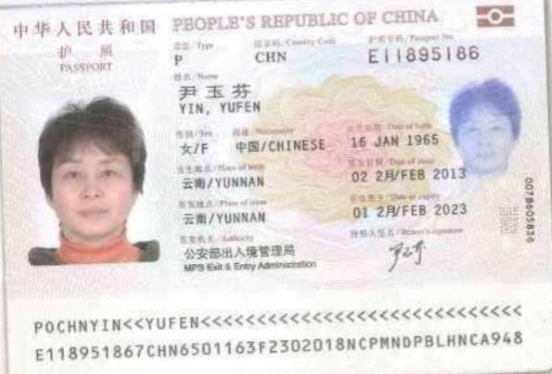 中华人民共和国 PEOPLE'S REPUBLIC OF CHINA
护 照
PASSPORT
类型/Type
国家码/Country Code
护照号码/Passport No.
P
CHN
E11895186
姓名/Name
尹玉芬
YIN, YUFEN
性别/Sex
国籍/Nationality
出生日期/Date of birth
女/F
中国/CHINESE
16 JAN 1965
出生地点/Place of birth
签发日期/Date of issue
云南/YUNNAN
02 2月/FEB 2013
签发地点/Place of issue
有效期至/Date of expiry
云南/YUNNAN
01 2月/FEB 2023
签发机关/Authority
持照人签名/Bearer's signature
公安部出入境管理局
MPS Exit & Entry Administration
尹玉芬
POCHNYIN<<YUFEN<<<<<<<<<<<<<<<<<<<<<<<<<<<<<
E118951867CHN6501163F2302018NCPMNDPBLHNCA948